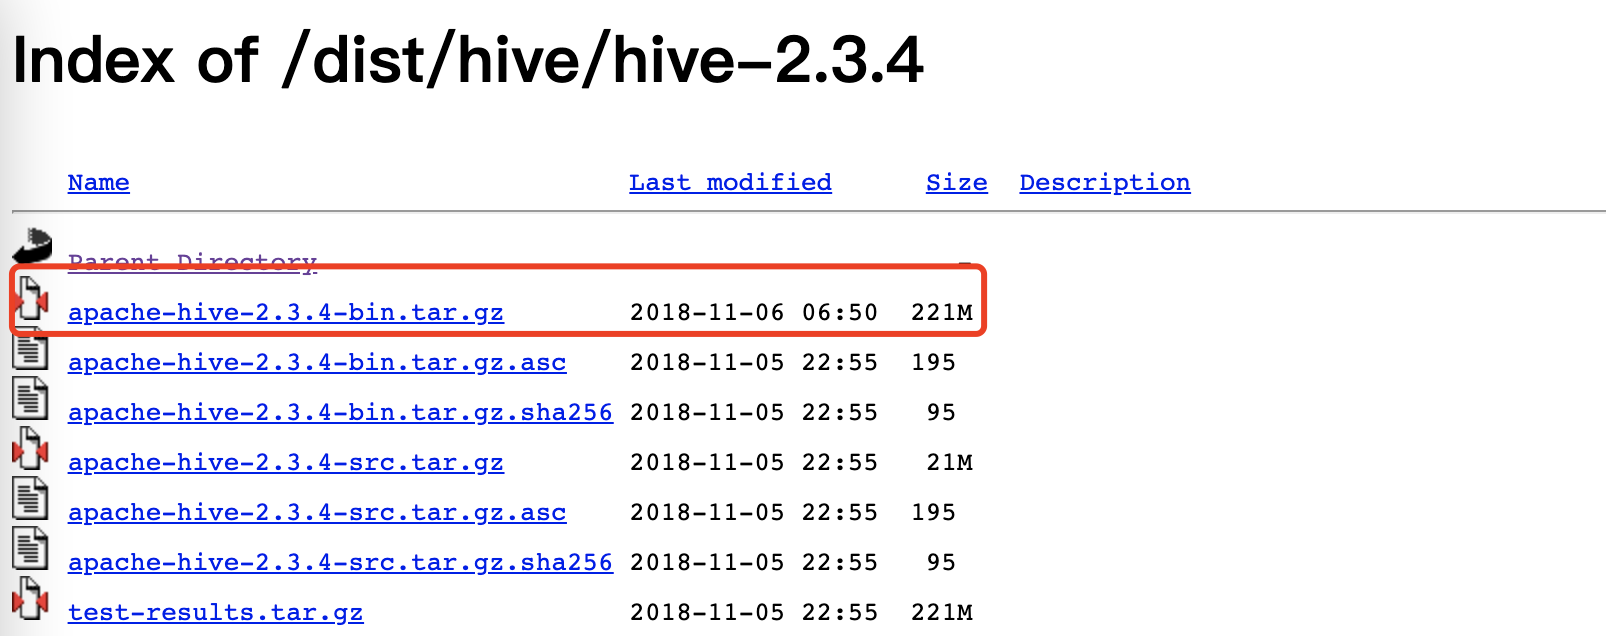 Index of /dist/hive/hive-2.3.4
Name Last modified Size Description
Parent Directory -
apache-hive-2.3.4-bin.tar.gz 2018-11-06 06:50 221M
apache-hive-2.3.4-bin.tar.gz.asc 2018-11-05 22:55 195
apache-hive-2.3.4-bin.tar.gz.sha256 2018-11-05 22:55 95
apache-hive-2.3.4-src.tar.gz 2018-11-05 22:55 21M
apache-hive-2.3.4-src.tar.gz.asc 2018-11-05 22:55 195
apache-hive-2.3.4-src.tar.gz.sha256 2018-11-05 22:55 95
test-results.tar.gz 2018-11-05 22:55 221M